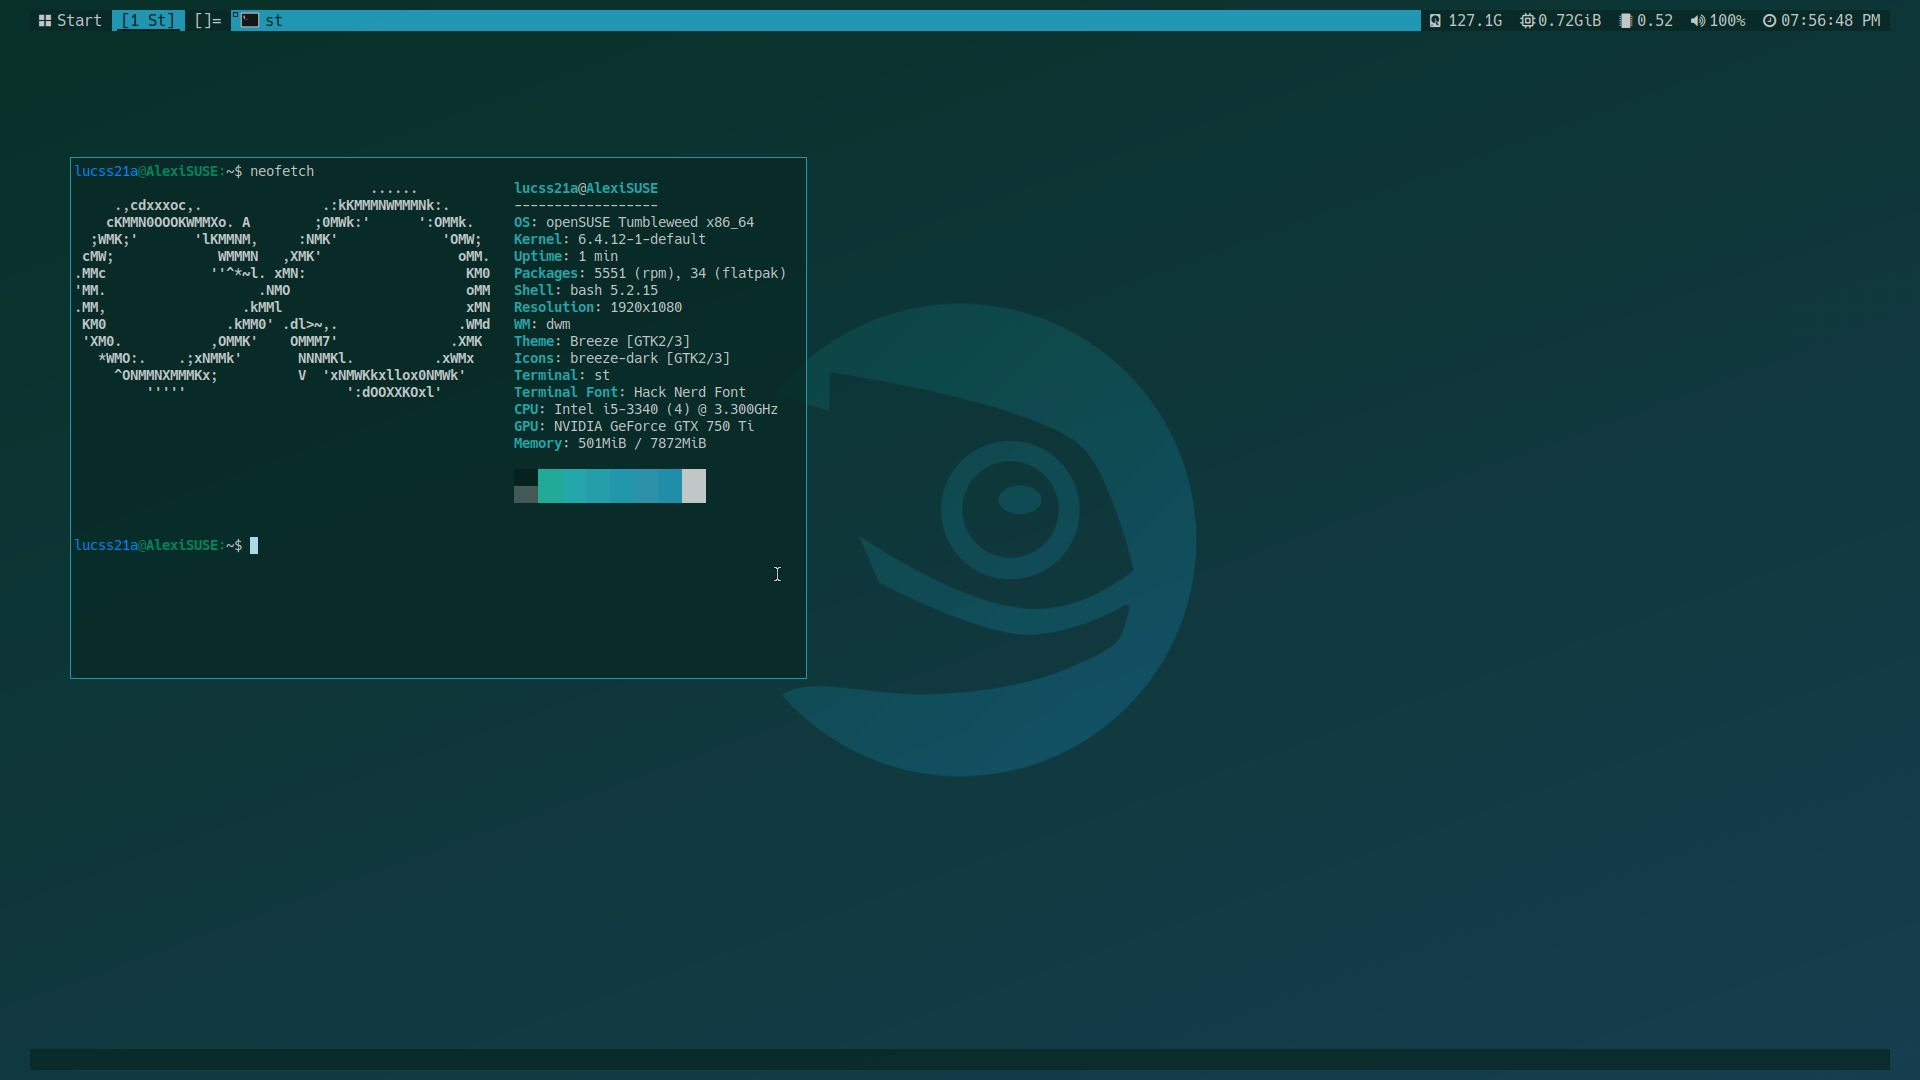 Start [1 St] []= st 127.1G 0.72GiB 0.52 100% 07:56:48 PM
lucss21a@AlexiSUSE:~$ neofetch
......
lucss21a@AlexiSUSE
.,cdxxxoc,. .:kKMMMNWMMMNk:.
------------------
cKMMN0OOOKWMMXo. A ;0MWk:' ':OMMk.
OS: openSUSE Tumbleweed x86_64
;WMK;' 'lKMMNM, :NMK' 'OMW;
Kernel: 6.4.12-1-default
cMW; WMMMN ,XMK' oMM.
Uptime: 1 min
.MMc ''^*~l. xMN: KM0
Packages: 5551 (rpm), 34 (flatpak)
'MM. .NMO oMM
Shell: bash 5.2.15
.MM, .kMMl xMN
Resolution: 1920x1080
KM0 .kMM0' .dl>~,. .WMd
WM: dwm
'XM0. ,OMMK' OMMM7' .XMK
Theme: Breeze [GTK2/3]
*WMO:. .;xNMMk' NNNMKl. .xWMx
Icons: breeze-dark [GTK2/3]
^ONMMNXMMMKx; V 'xNMWKkxllox0NMWk'
Terminal: st
''''' ':dOOXXKOxl'
Terminal Font: Hack Nerd Font
CPU: Intel i5-3340 (4) @ 3.300GHz
GPU: NVIDIA GeForce GTX 750 Ti
Memory: 501MiB / 7872MiB
lucss21a@AlexiSUSE:~$